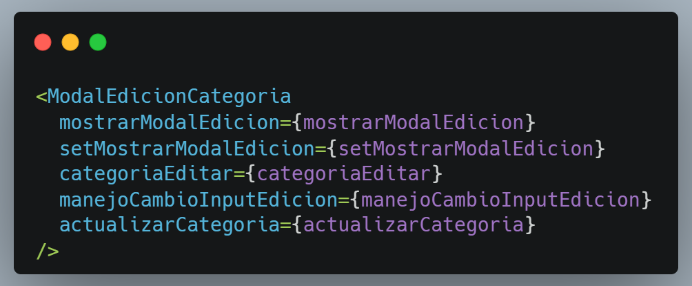 <ModalEdicionCategoria
mostrarModalEdicion={mostrarModalEdicion}
setMostrarModalEdicion={setMostrarModalEdicion}
categoriaEditar={categoriaEditar}
manejoCambioInputEdicion={manejoCambioInputEdicion}
actualizarCategoria={actualizarCategoria}
/>